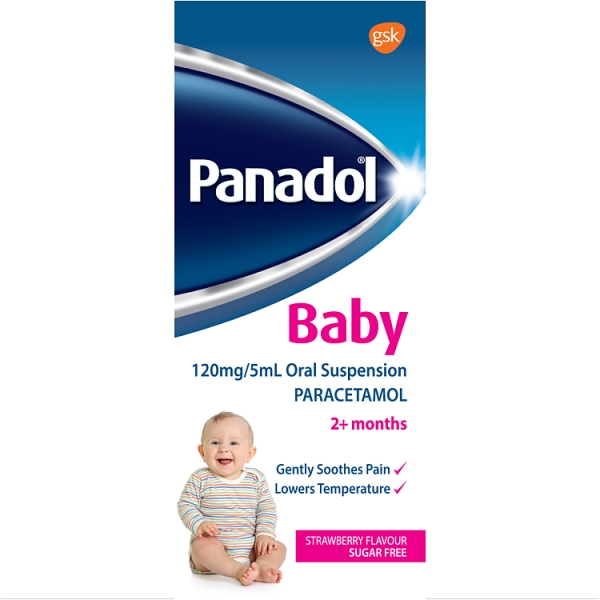 gsk
Panadol®
Baby
120mg/5mL Oral Suspension
PARACETAMOL
2+ months
Gently Soothes Pain ✓
Lowers Temperature ✓
STRAWBERRY FLAVOUR
SUGAR FREE